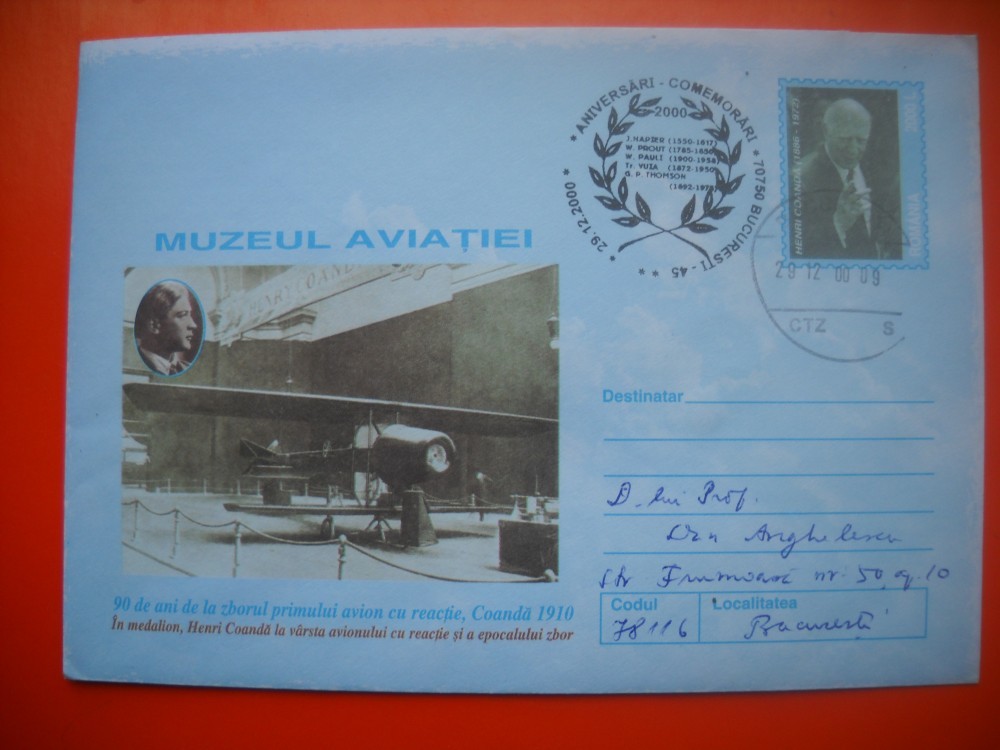 * ANIVERSĂRI - COMEMORĂRI * 70750 BUCUREȘTI - 45 * * 29.12.2000 *
2000
J. NAPIER (1550-1617)
W. PROUT (1785-1850)
W. PAULI (1900-1958)
Tr. VUIA (1872-1950)
G. P. THOMSON
(1892-1975)
HENRI COANDĂ (1886 - 1972)
ROMÂNIA
29 12 00 09
CTZ S
MUZEUL AVIAȚIEI
HENRY COAND
Destinatar
D. lui Prof.
Dan Anghelescu
Str Frumoasă nr. 50, ap. 10
Codul
78116
Localitatea
București
90 de ani de la zborul primului avion cu reacție, Coandă 1910
În medalion, Henri Coandă la vârsta avionului cu reacție și a epocalului zbor